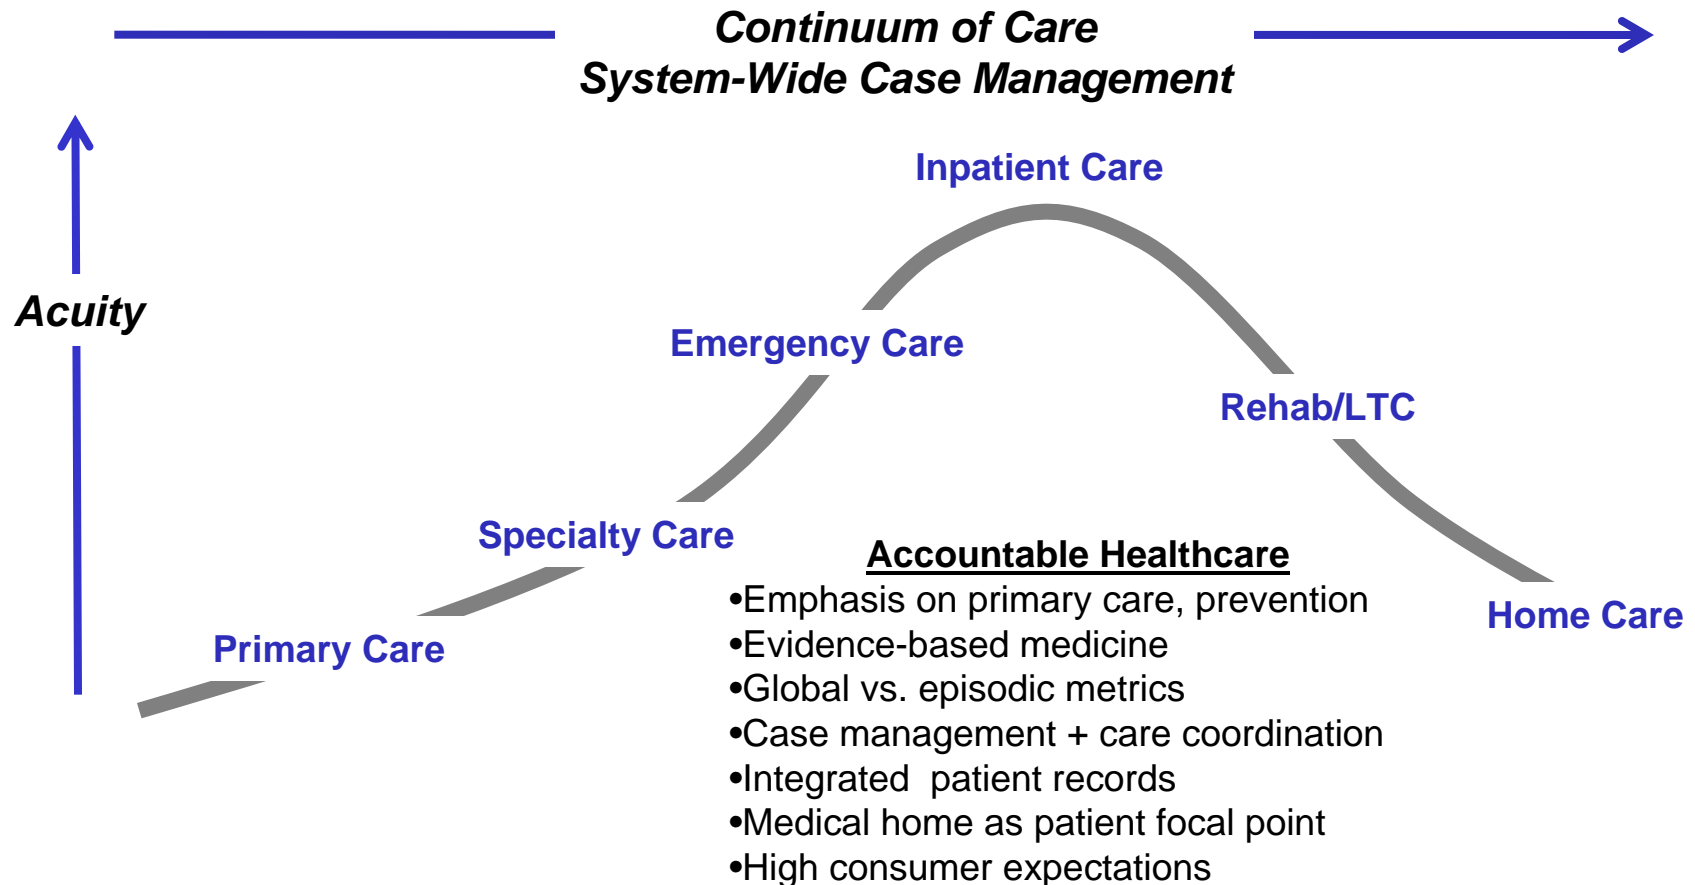 Continuum of Care
System-Wide Case Management
Inpatient Care
Acuity
Emergency Care
Rehab/LTC
Specialty Care
Primary Care
Home Care
Accountable Healthcare
•Emphasis on primary care, prevention
•Evidence-based medicine
•Global vs. episodic metrics
•Case management + care coordination
•Integrated  patient records
•Medical home as patient focal point
•High consumer expectations